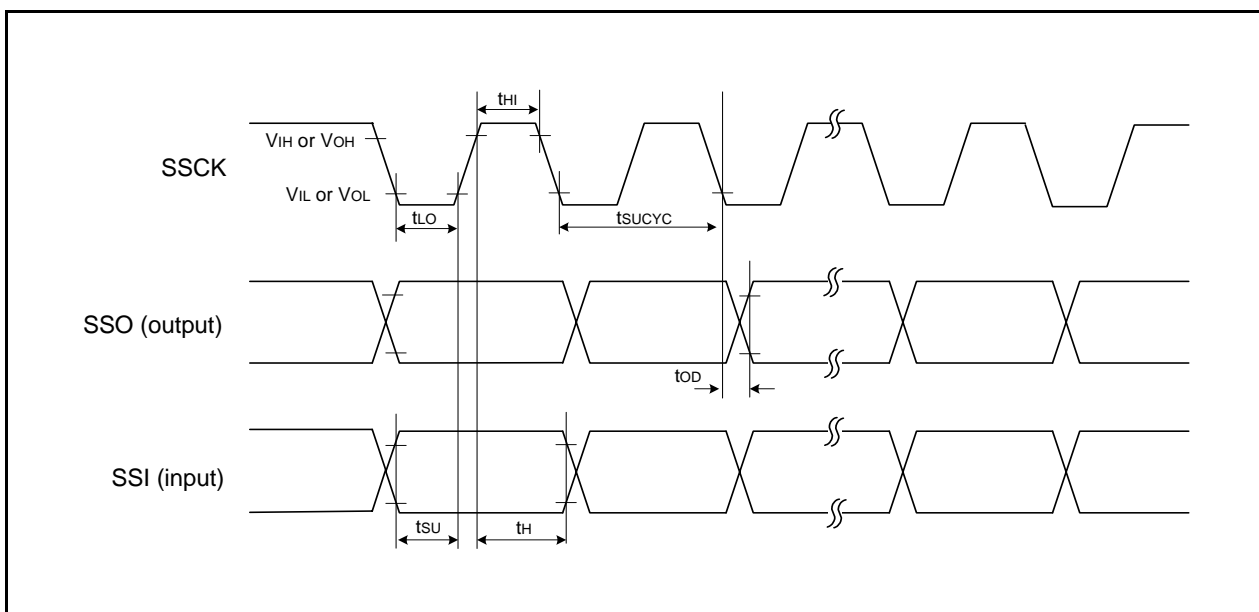 tHI
VIH or VOH
SSCK
VIL or VOL
tLO
tSUCYC
SSO (output)
tOD
SSI (input)
tSU
tH